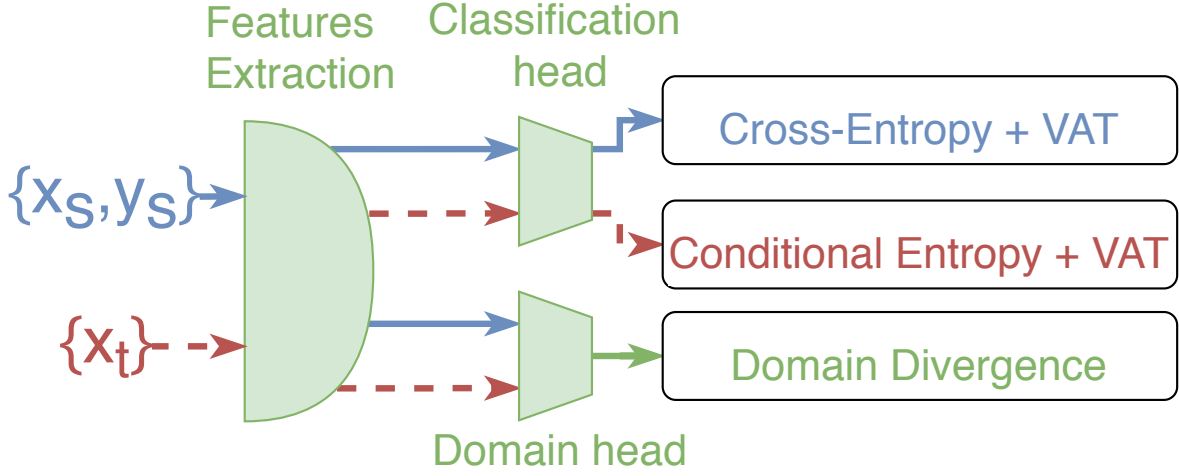 Features
Extraction
Classification
head
Cross-Entropy + VAT
{xs,ys}
Conditional Entropy + VAT
{xt}
Domain Divergence
Domain head